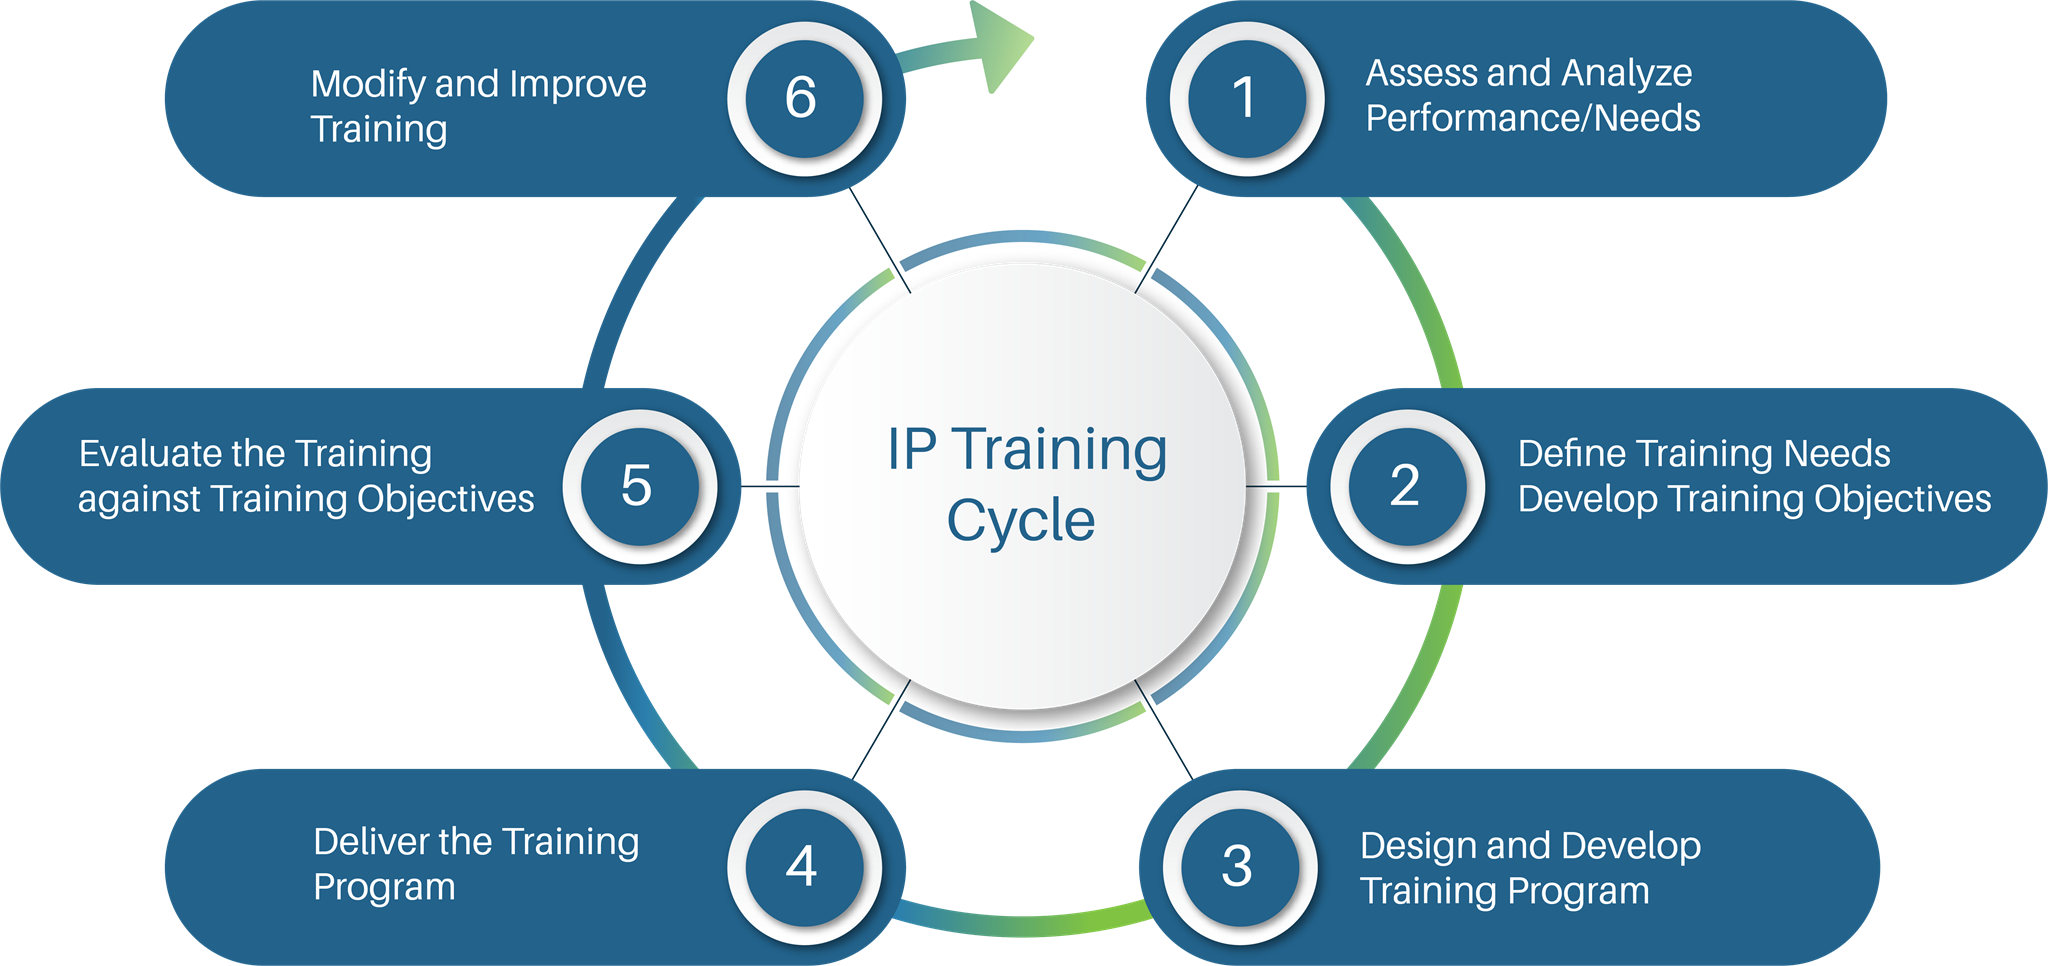 IP Training
Cycle
1
Assess and Analyze
Performance/Needs
2
Define Training Needs
Develop Training Objectives
3
Design and Develop
Training Program
4
Deliver the Training
Program
5
Evaluate the Training
against Training Objectives
6
Modify and Improve
Training